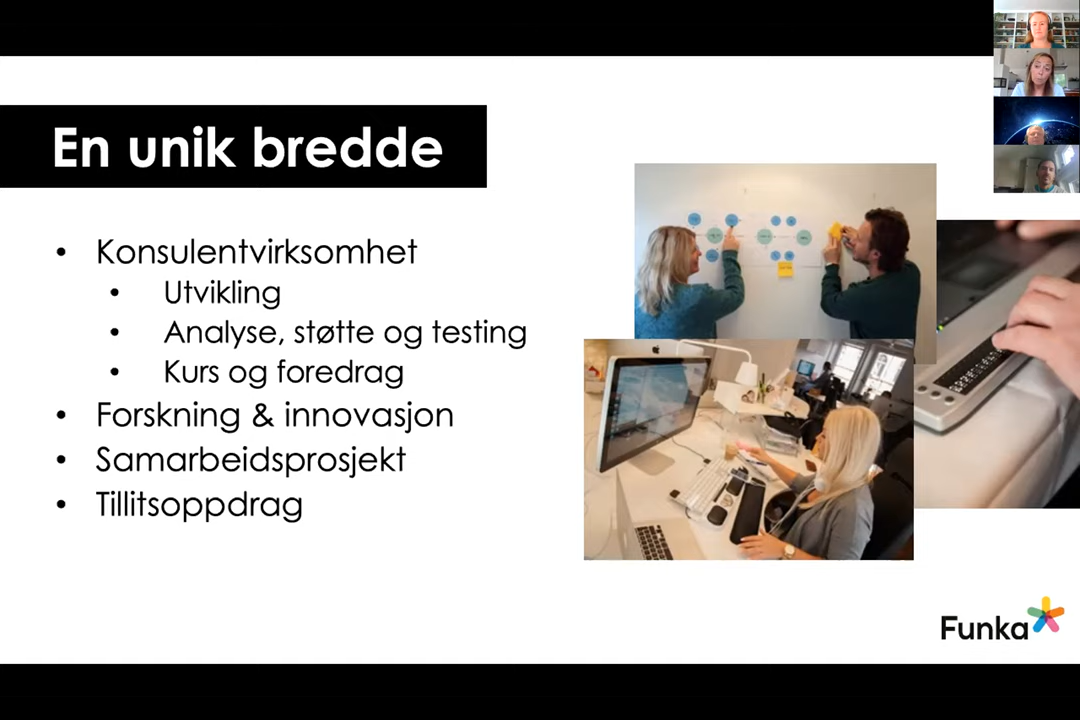 En unik bredde
• Konsulentvirksomhet
• Utvikling
• Analyse, støtte og testing
• Kurs og foredrag
• Forskning & innovasjon
• Samarbeidsprosjekt
• Tillitsoppdrag
Funka